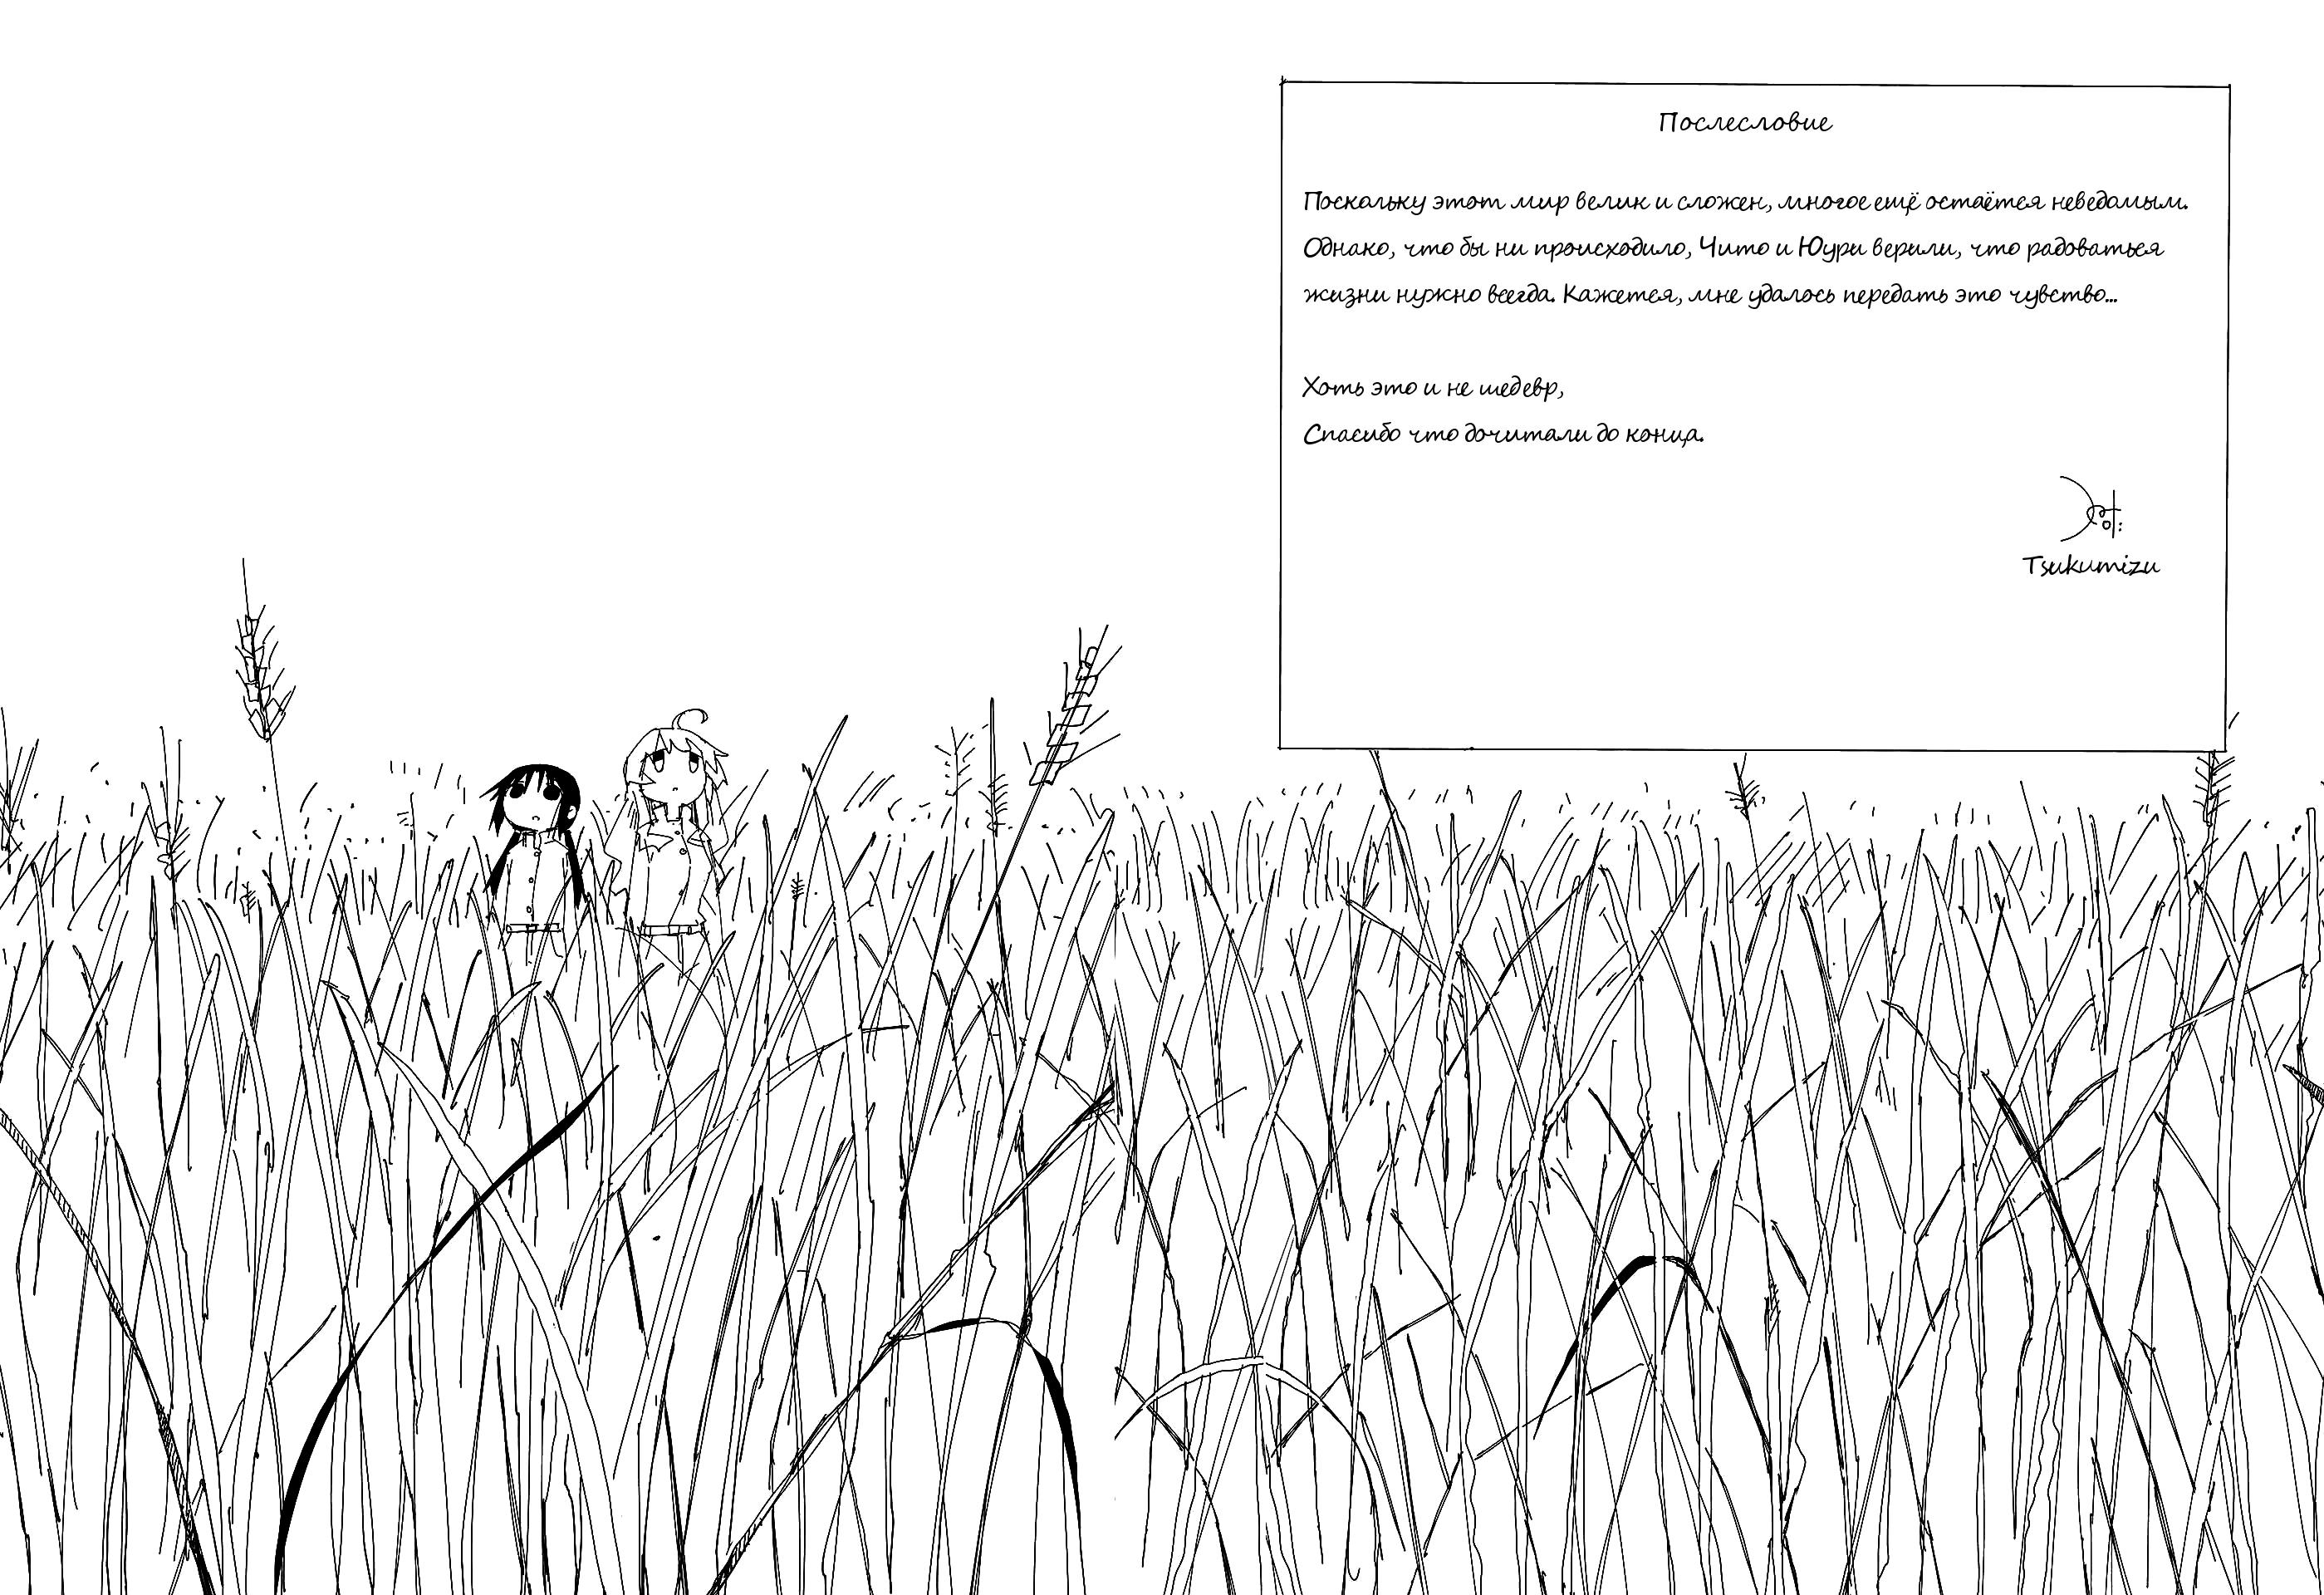 Послесловие
Поскольку этот мир велик и сложен, многое ещё остаётся неведомым.
Однако, что бы ни происходило, Чито и Юури верили, что радоваться
жизни нужно всегда. Кажется, мне удалось передать это чувство...
Хоть это и не шедевр,
Спасибо что дочитали до конца.
Tsukumizu